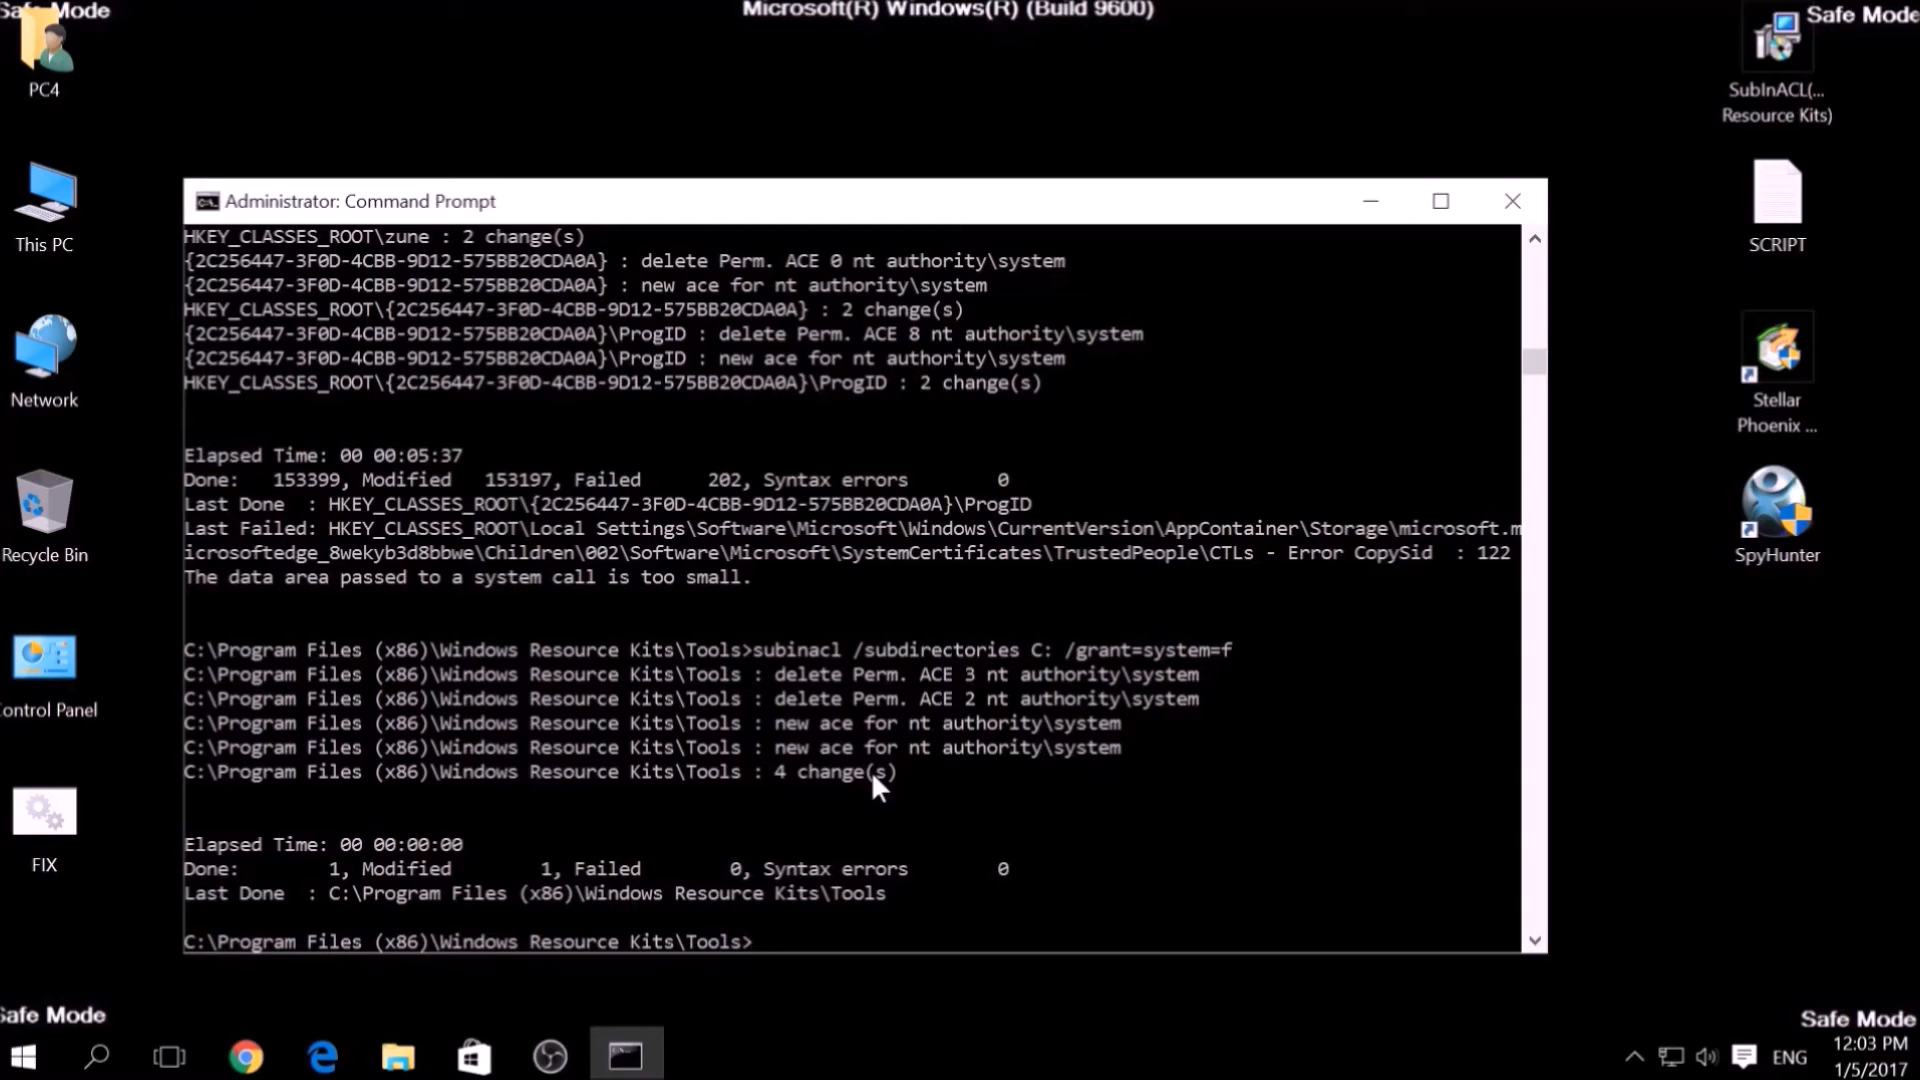 Safe Mode
Microsoft(R) Windows(R) (Build 9600)
Safe Mode
PC4
This PC
Network
Recycle Bin
ontrol Panel
FIX
SubInACL(...
Resource Kits)
SCRIPT
Stellar
Phoenix ...
SpyHunter
Administrator: Command Prompt
HKEY_CLASSES_ROOT\zune : 2 change(s)
{2C256447-3F0D-4CBB-9D12-575BB20CDA0A} : delete Perm. ACE 0 nt authority\system
{2C256447-3F0D-4CBB-9D12-575BB20CDA0A} : new ace for nt authority\system
HKEY_CLASSES_ROOT\{2C256447-3F0D-4CBB-9D12-575BB20CDA0A} : 2 change(s)
{2C256447-3F0D-4CBB-9D12-575BB20CDA0A}\ProgID : delete Perm. ACE 8 nt authority\system
{2C256447-3F0D-4CBB-9D12-575BB20CDA0A}\ProgID : new ace for nt authority\system
HKEY_CLASSES_ROOT\{2C256447-3F0D-4CBB-9D12-575BB20CDA0A}\ProgID : 2 change(s)
Elapsed Time: 00 00:05:37
Done:   153399, Modified   153197, Failed      202, Syntax errors        0
Last Done  : HKEY_CLASSES_ROOT\{2C256447-3F0D-4CBB-9D12-575BB20CDA0A}\ProgID
Last Failed: HKEY_CLASSES_ROOT\Local Settings\Software\Microsoft\Windows\CurrentVersion\AppContainer\Storage\microsoft.m
icrosoftedge_8wekyb3d8bbwe\Children\002\Software\Microsoft\SystemCertificates\TrustedPeople\CTLs - Error CopySid  : 122
The data area passed to a system call is too small.
C:\Program Files (x86)\Windows Resource Kits\Tools>subinacl /subdirectories C: /grant=system=f
C:\Program Files (x86)\Windows Resource Kits\Tools : delete Perm. ACE 3 nt authority\system
C:\Program Files (x86)\Windows Resource Kits\Tools : delete Perm. ACE 2 nt authority\system
C:\Program Files (x86)\Windows Resource Kits\Tools : new ace for nt authority\system
C:\Program Files (x86)\Windows Resource Kits\Tools : new ace for nt authority\system
C:\Program Files (x86)\Windows Resource Kits\Tools : 4 change(s)
Elapsed Time: 00 00:00:00
Done:        1, Modified        1, Failed        0, Syntax errors        0
Last Done  : C:\Program Files (x86)\Windows Resource Kits\Tools
C:\Program Files (x86)\Windows Resource Kits\Tools>
Safe Mode
Safe Mode
ENG
12:03 PM
1/5/2017